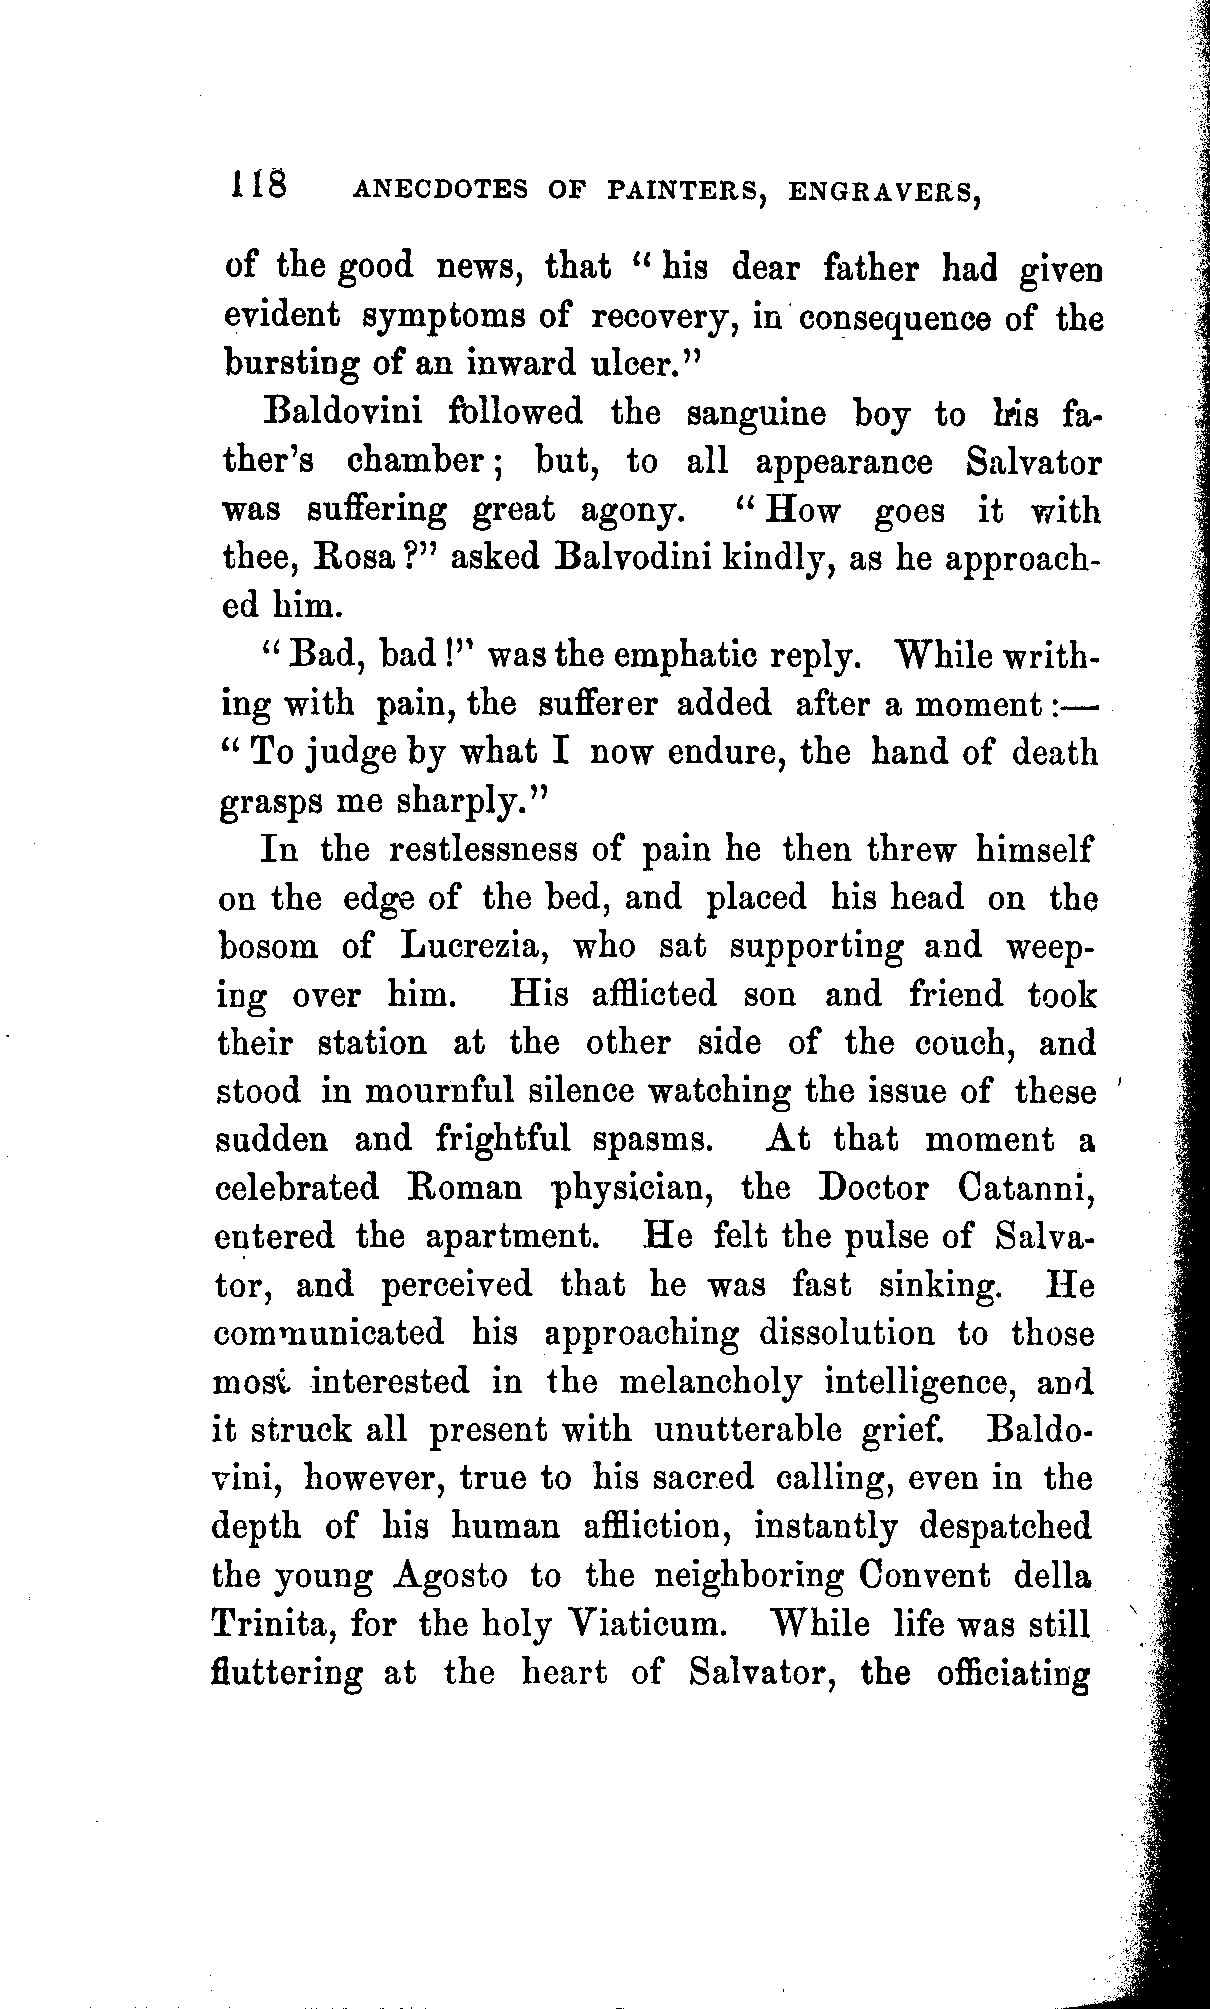 118 ANECDOTES OF PAINTERS, ENGRAVERS,
of the good news, that “his dear father had given
evident symptoms of recovery, in consequence of the
bursting of an inward ulcer.”
Baldovini followed the sanguine boy to his fa-
ther's chamber; but, to all appearance Salvator
was suffering great agony. “How goes it with
thee, Rosa?” asked Balvodini kindly, as he approach-
ed him.
“Bad, bad!” was the emphatic reply. While writh-
ing with pain, the sufferer added after a moment:—
“To judge by what I now endure, the hand of death
grasps me sharply.”
In the restlessness of pain he then threw himself
on the edge of the bed, and placed his head on the
bosom of Lucrezia, who sat supporting and weep-
ing over him. His afflicted son and friend took
their station at the other side of the couch, and
stood in mournful silence watching the issue of these
sudden and frightful spasms. At that moment a
celebrated Roman physician, the Doctor Catanni,
entered the apartment. He felt the pulse of Salva-
tor, and perceived that he was fast sinking. He
communicated his approaching dissolution to those
most interested in the melancholy intelligence, and
it struck all present with unutterable grief. Baldo-
vini, however, true to his sacred calling, even in the
depth of his human affliction, instantly despatched
the young Agosto to the neighboring Convent della
Trinita, for the holy Viaticum. While life was still
fluttering at the heart of Salvator, the officiating